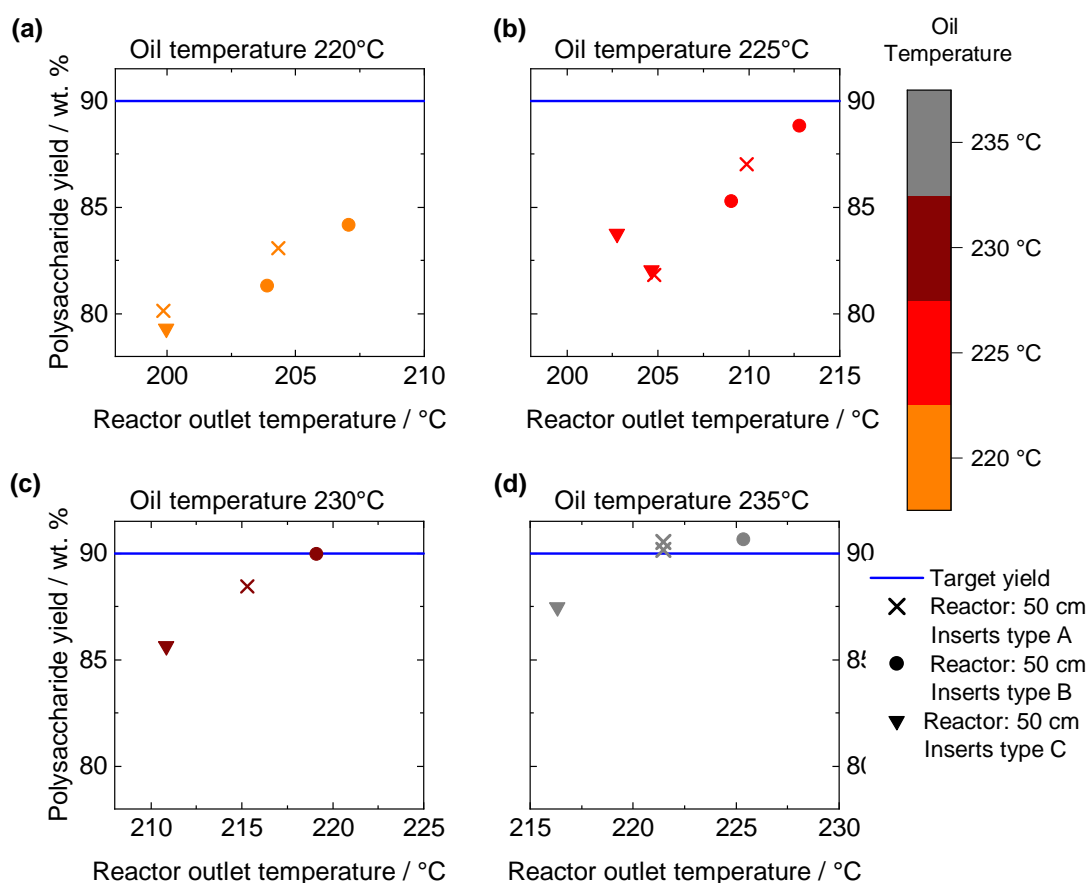 (a)
Oil temperature 220°C
Polysaccharide yield / wt. %
90
85
80
200
205
210
Reactor outlet temperature / °C
(b)
Oil temperature 225°C
90
85
80
200
205
210
215
Reactor outlet temperature / °C
Oil
Temperature
235 °C
230 °C
225 °C
220 °C
(c)
Oil temperature 230°C
Polysaccharide yield / wt. %
90
85
80
210
215
220
225
Reactor outlet temperature / °C
(d)
Oil temperature 235°C
90
85
80
215
220
225
230
Reactor outlet temperature / °C
Target yield
Reactor: 50 cm
Inserts type A
Reactor: 50 cm
Inserts type B
Reactor: 50 cm
Inserts type C